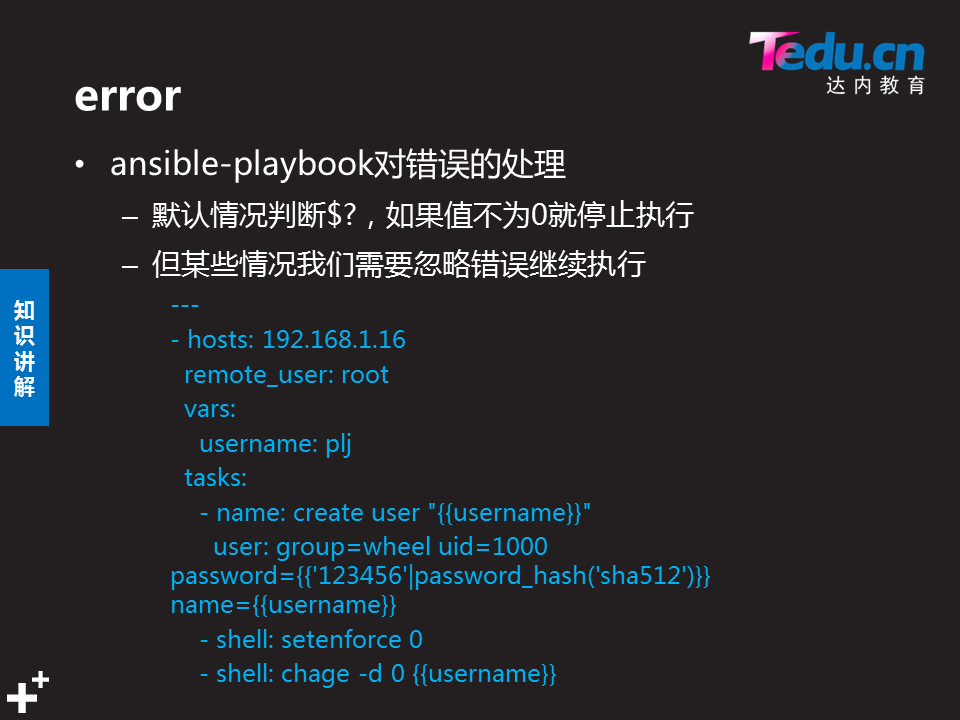 Tedu.cn
达内教育
error
• ansible-playbook对错误的处理
– 默认情况判断$?，如果值不为0就停止执行
– 但某些情况我们需要忽略错误继续执行
知
识
讲
解
---
- hosts: 192.168.1.16
remote_user: root
vars:
username: plj
tasks:
- name: create user "{{username}}"
user: group=wheel uid=1000
password={{'123456'|password_hash('sha512')}}
name={{username}}
- shell: setenforce 0
- shell: chage -d 0 {{username}}